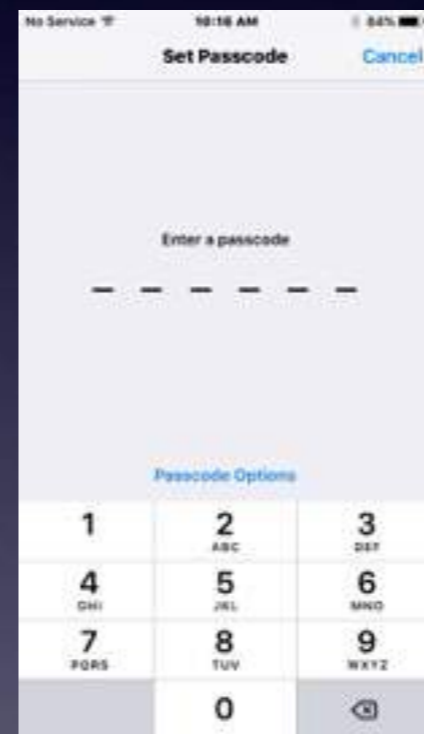 No Service 10:16 AM 84%
Set Passcode Cancel
Enter a passcode
Passcode Options
1 2 3
ABC DEF
4 5 6
GHI JKL MNO
7 8 9
PQRS TUV WXYZ
0